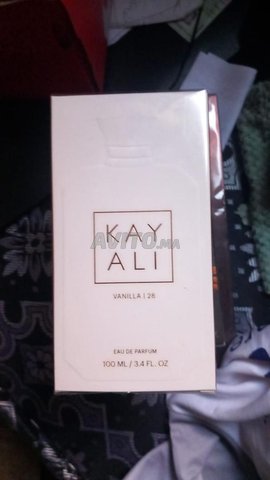 KAY
AVITO.ma
ALI
VANILLA | 28
EAU DE PARFUM
100 ML / 3.4 FL. OZ